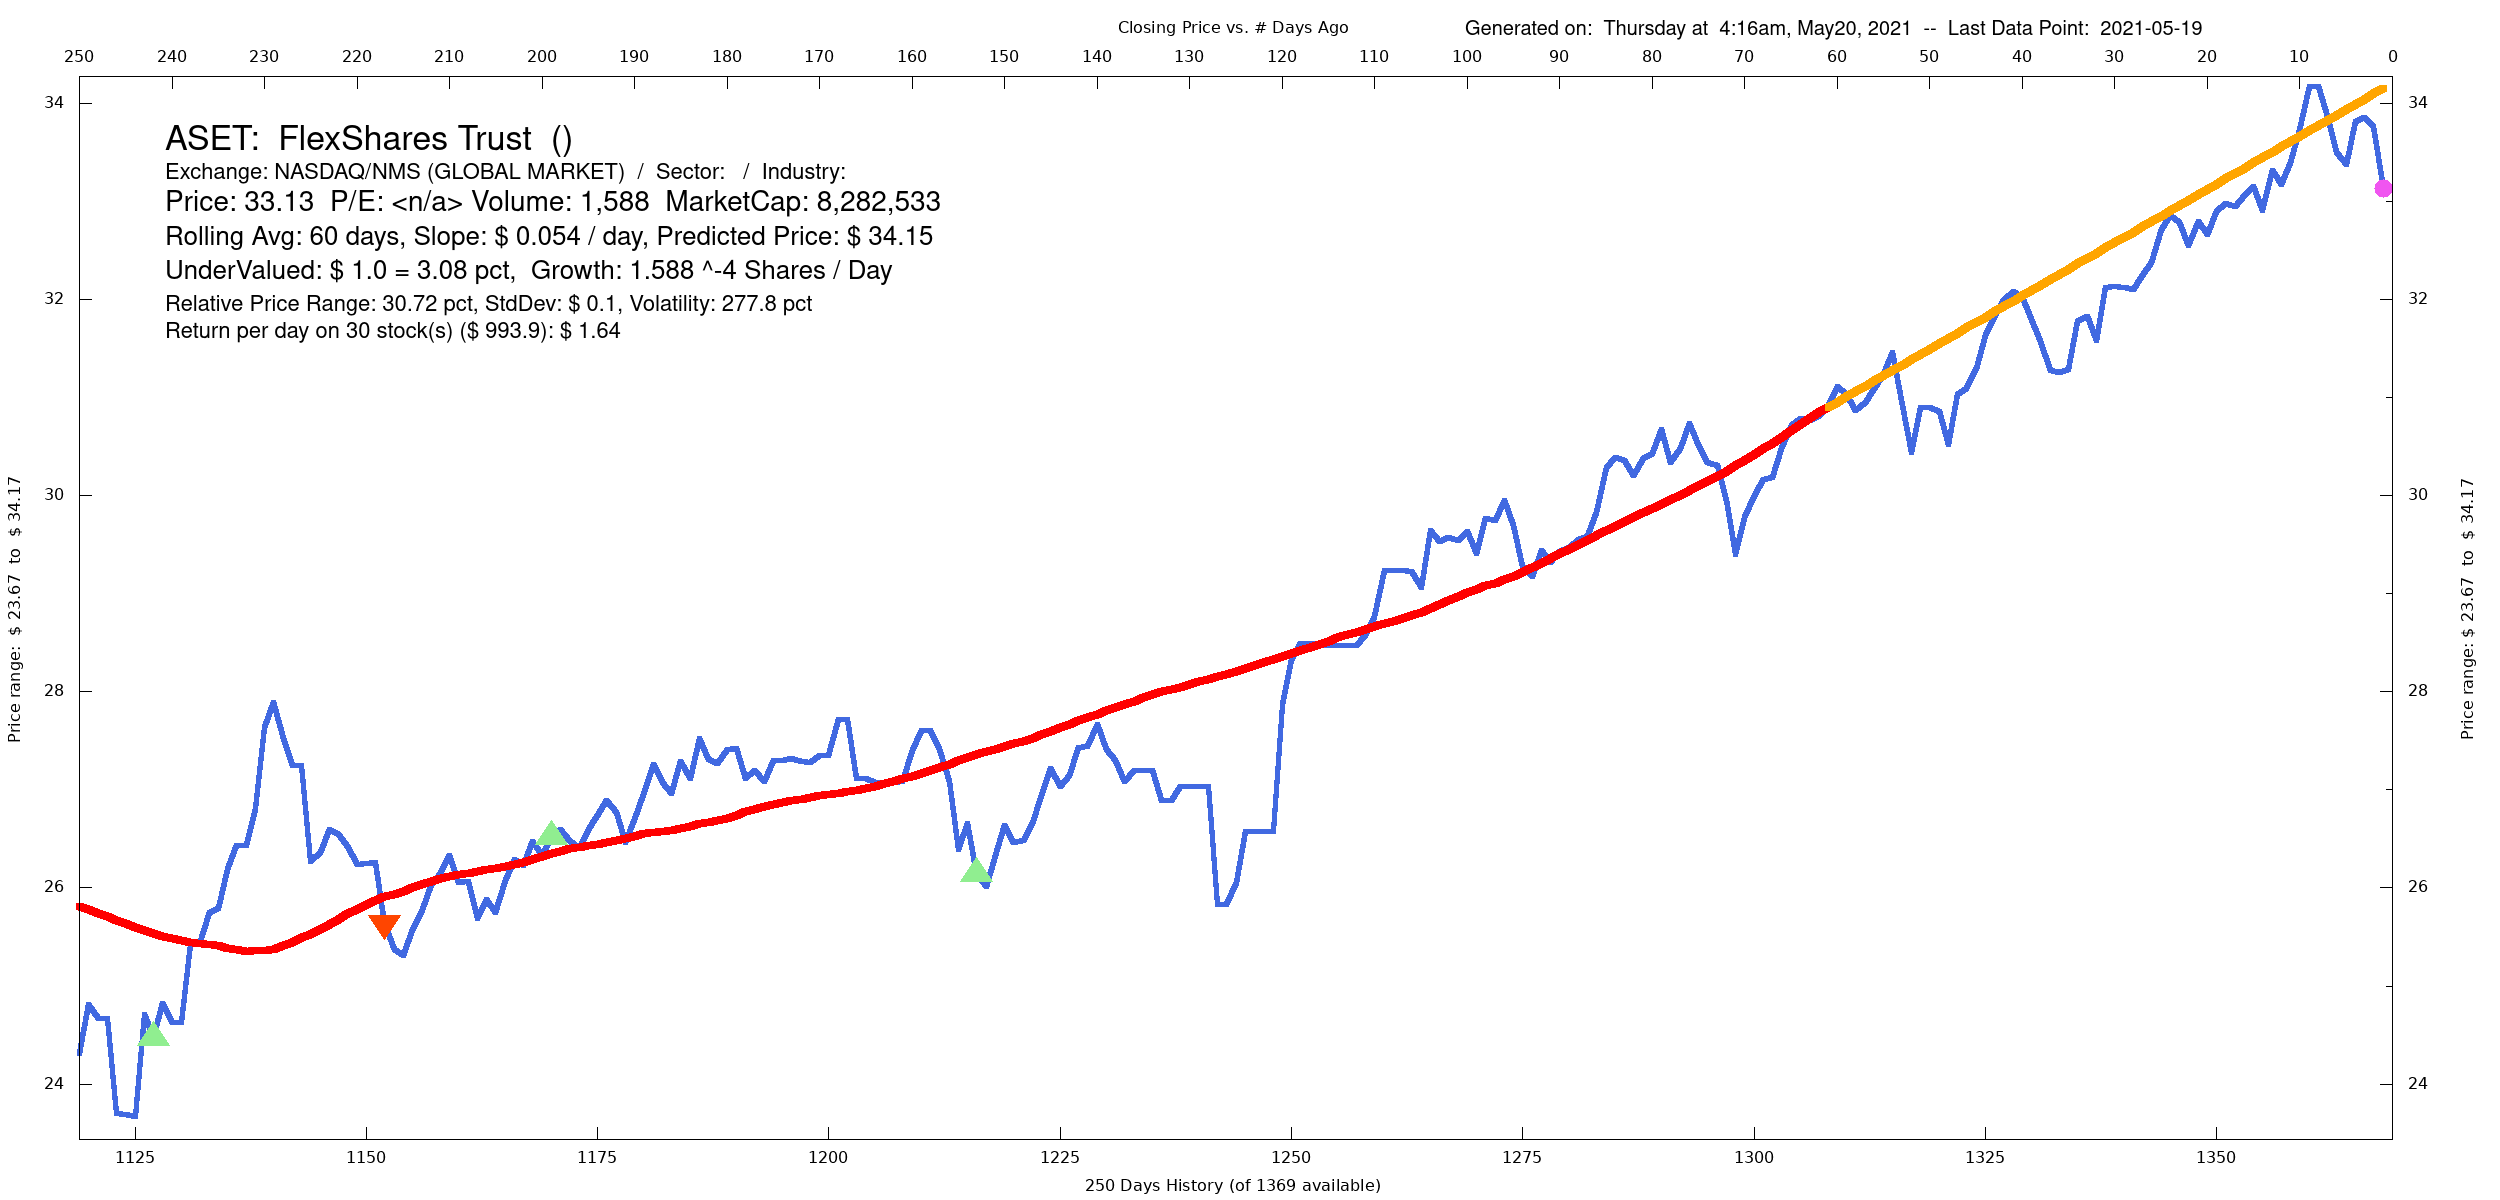 Closing Price vs. # Days Ago
Generated on:  Thursday at  4:16am, May20, 2021  --  Last Data Point:  2021-05-19
250 240 230 220 210 200 190 180 170 160 150 140 130 120 110 100 90 80 70 60 50 40 30 20 10 0
ASET:  FlexShares Trust  ()
Exchange: NASDAQ/NMS (GLOBAL MARKET)  /  Sector:   /  Industry:
Price: 33.13  P/E: <n/a> Volume: 1,588  MarketCap: 8,282,533
Rolling Avg: 60 days, Slope: $ 0.054 / day, Predicted Price: $ 34.15
UnderValued: $ 1.0 = 3.08 pct,  Growth: 1.588 ^-4 Shares / Day
Relative Price Range: 30.72 pct, StdDev: $ 0.1, Volatility: 277.8 pct
Return per day on 30 stock(s) ($ 993.9): $ 1.64
34 34
32 32
30 30
28 28
26 26
24 24
Price range:  $ 23.67  to  $ 34.17
Price range: $ 23.67  to  $ 34.17
1125 1150 1175 1200 1225 1250 1275 1300 1325 1350
250 Days History (of 1369 available)